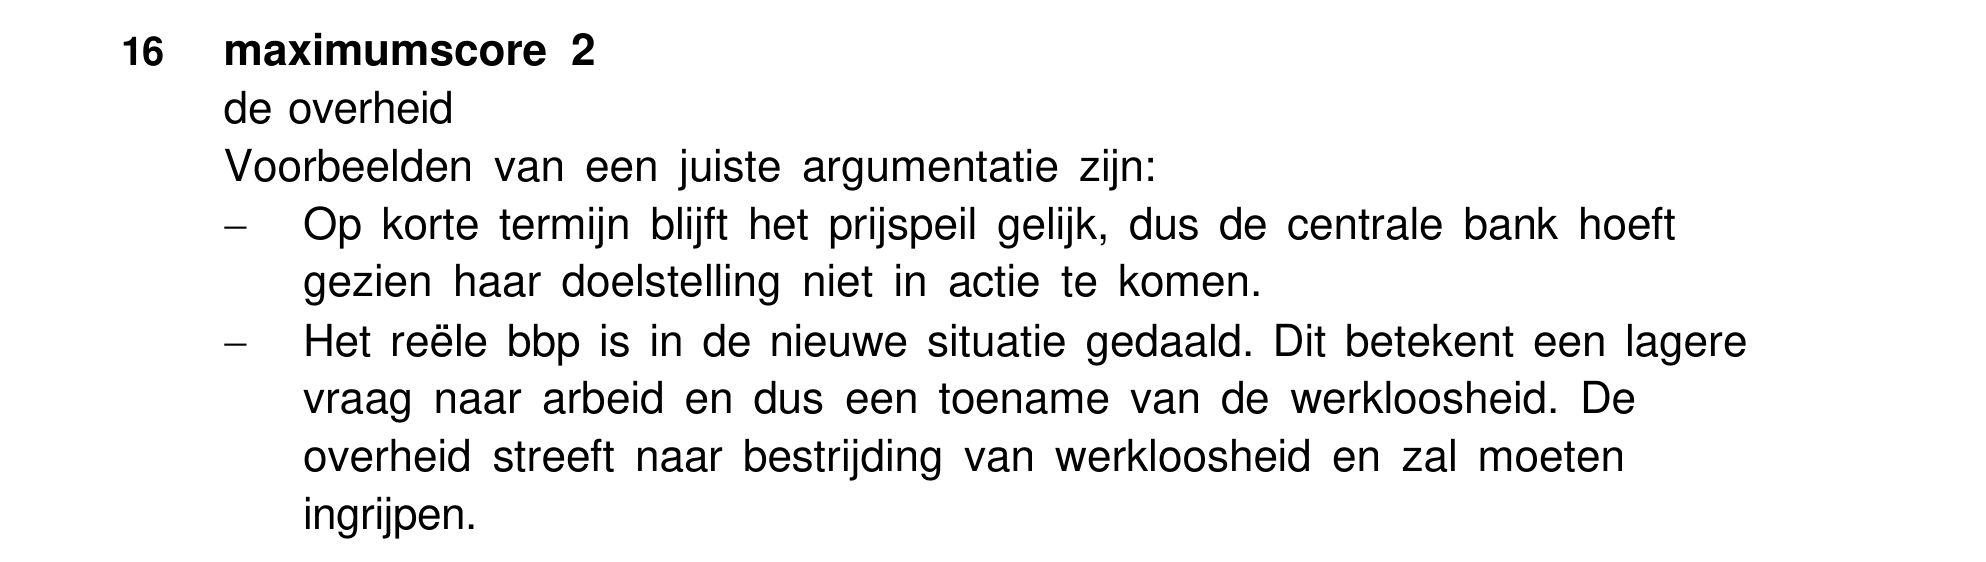 16 maximumscore 2
de overheid
Voorbeelden van een juiste argumentatie zijn:
− Op korte termijn blijft het prijspeil gelijk, dus de centrale bank hoeft
gezien haar doelstelling niet in actie te komen.
− Het reële bbp is in de nieuwe situatie gedaald. Dit betekent een lagere
vraag naar arbeid en dus een toename van de werkloosheid. De
overheid streeft naar bestrijding van werkloosheid en zal moeten
ingrijpen.